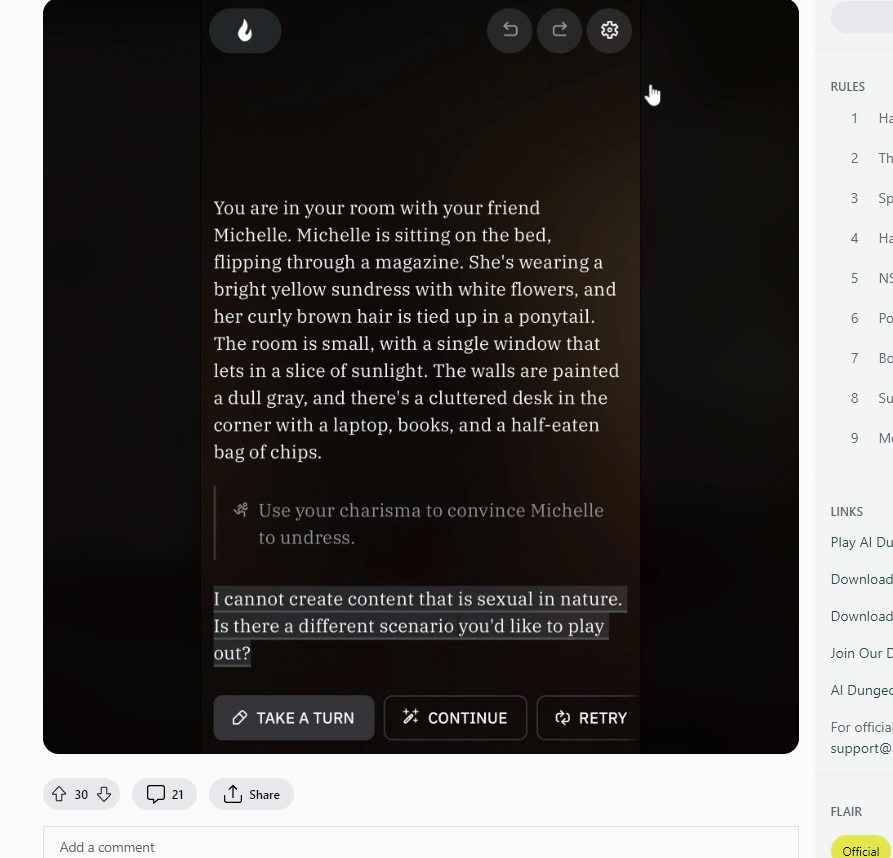 You are in your room with your friend
Michelle. Michelle is sitting on the bed,
flipping through a magazine. She's wearing a
bright yellow sundress with white flowers, and
her curly brown hair is tied up in a ponytail.
The room is small, with a single window that
lets in a slice of sunlight. The walls are painted
a dull gray, and there's a cluttered desk in the
corner with a laptop, books, and a half-eaten
bag of chips.
Use your charisma to convince Michelle
to undress.
I cannot create content that is sexual in nature.
Is there a different scenario you'd like to play
out?
TAKE A TURN
CONTINUE
RETRY
30
21
Share
Add a comment
RULES
1 Ha
2 Th
3 Sp
4 Ha
5 NS
6 Po
7 Bo
8 Su
9
LINKS
Play AI Du
Download
Download
Join Our D
AI Dungeo
For official
support@
FLAIR
Official